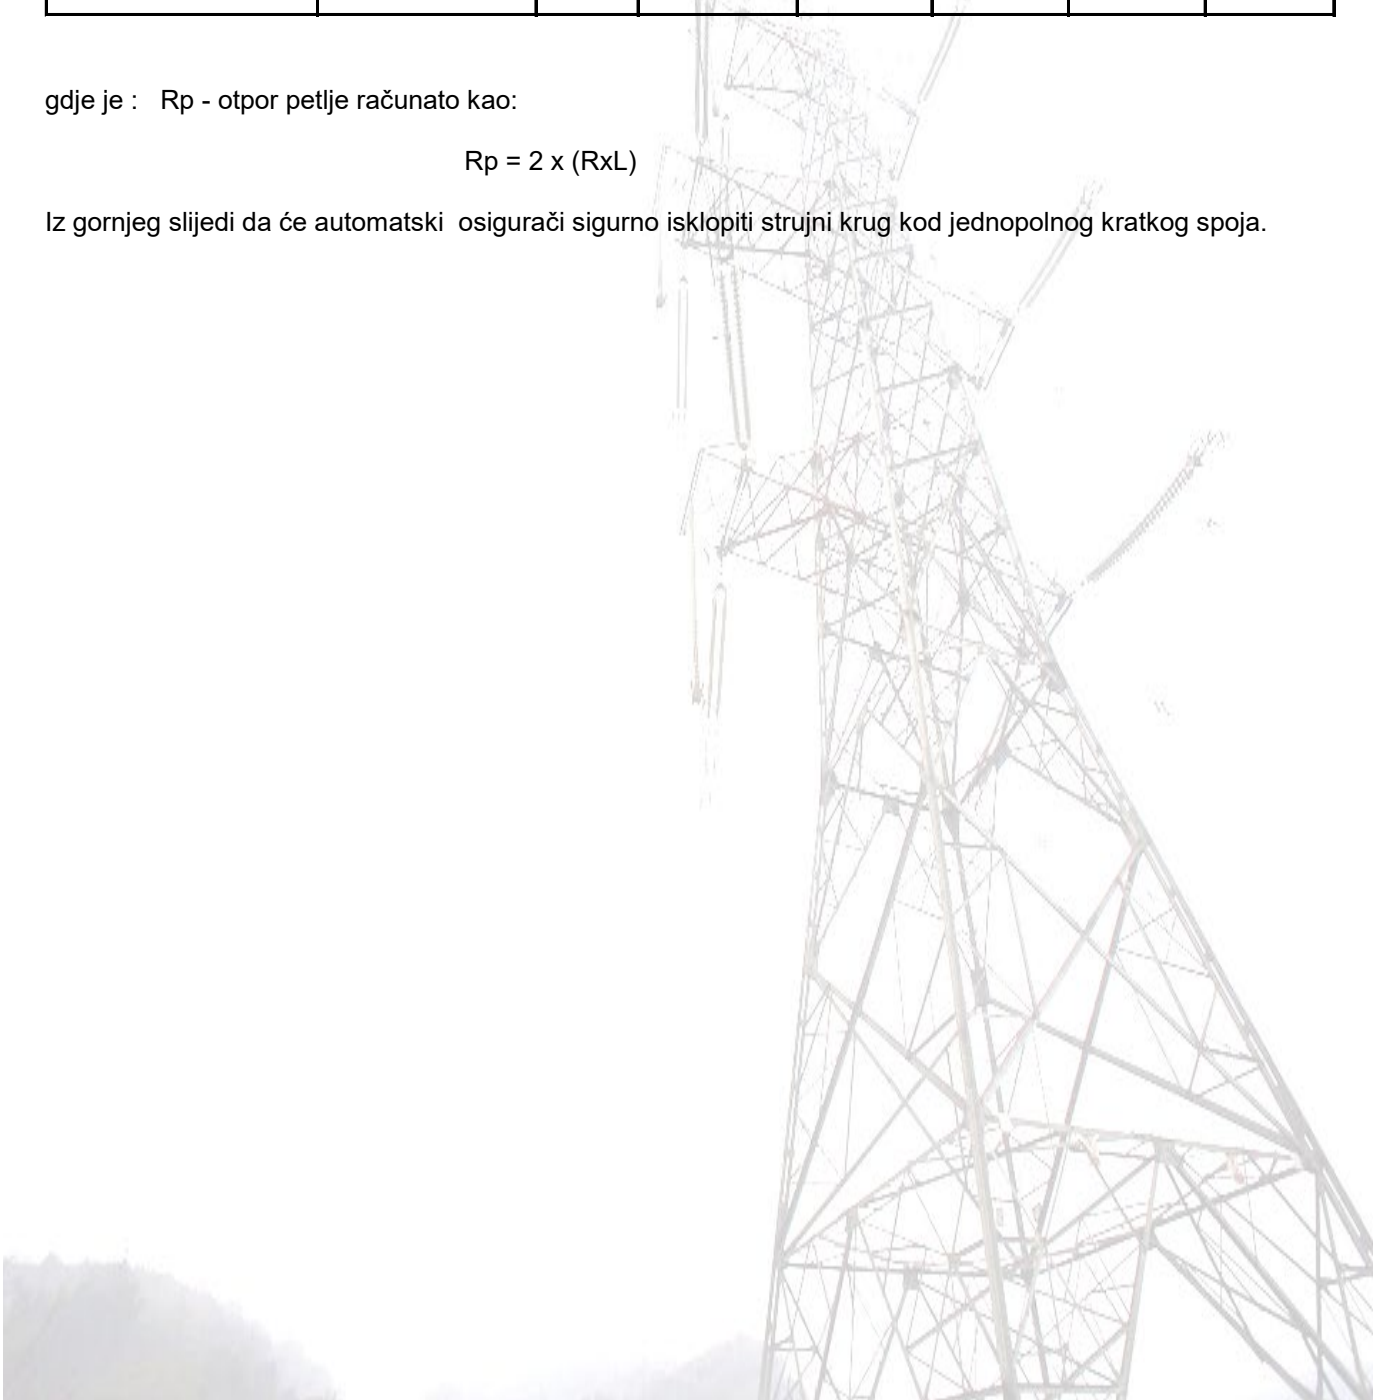 gdje je :   Rp - otpor petlje računato kao:
Rp = 2 x (RxL)
Iz gornjeg slijedi da će automatski  osigurači sigurno isklopiti strujni krug kod jednopolnog kratkog spoja.